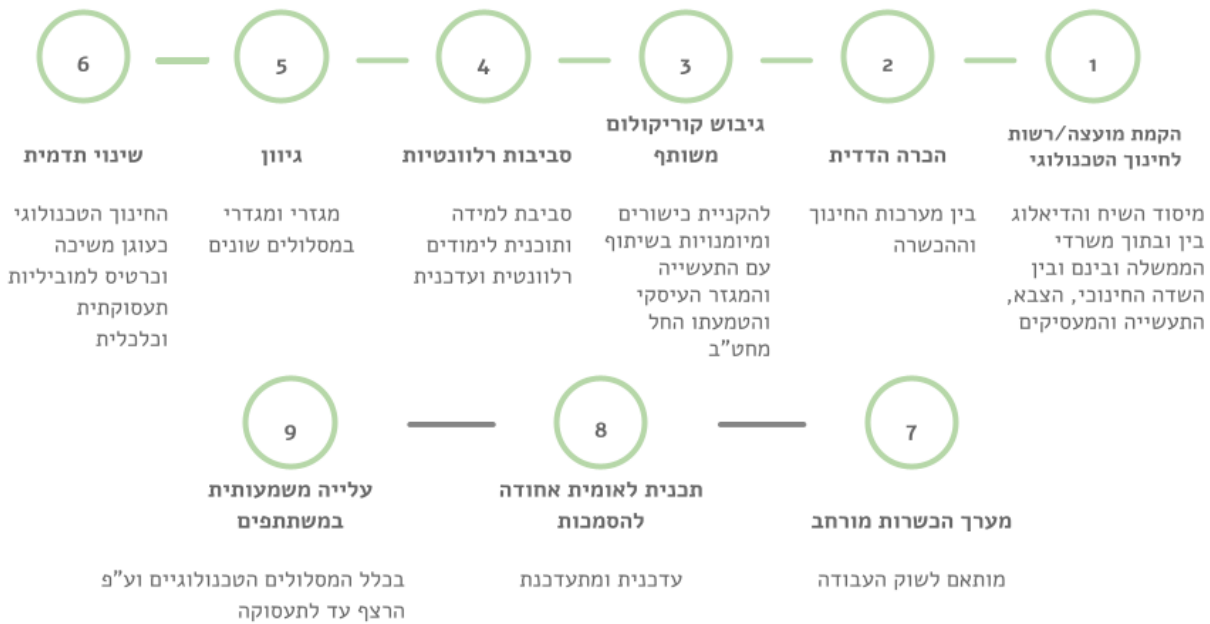 1
הקמת מועצה/רשות
לחינוך הטכנולוגי
מיסוד השיח והדיאלוג
בין ובתוך משרדי
הממשלה ובינם ובין
השדה החינוכי, הצבא,
התעשייה והמעסיקים
2
הכרה הדדית
בין מערכות החינוך
וההכשרה
3
גיבוש קוריקולום
משותף
להקניית כישורים
ומיומנויות בשיתוף
עם התעשייה
והמגזר העיסקי
והטמעתו החל
מחט"ב
4
סביבות רלוונטיות
סביבת למידה
ותוכנית לימודים
רלוונטית ועדכנית
5
גיוון
מגזרי ומגדרי
במסלולים שונים
6
שינוי תדמית
החינוך הטכנולוגי
כעוגן משיכה
וכרטיס למוביליות
תעסוקתית
וכלכלית
7
מערך הכשרות מורחב
מותאם לשוק העבודה
8
תכנית לאומית אחודה
להסמכות
עדכנית ומתעדכנת
9
עלייה משמעותית
במשתתפים
בכלל המסלולים הטכנולוגיים וע"פ
הרצף עד לתעסוקה